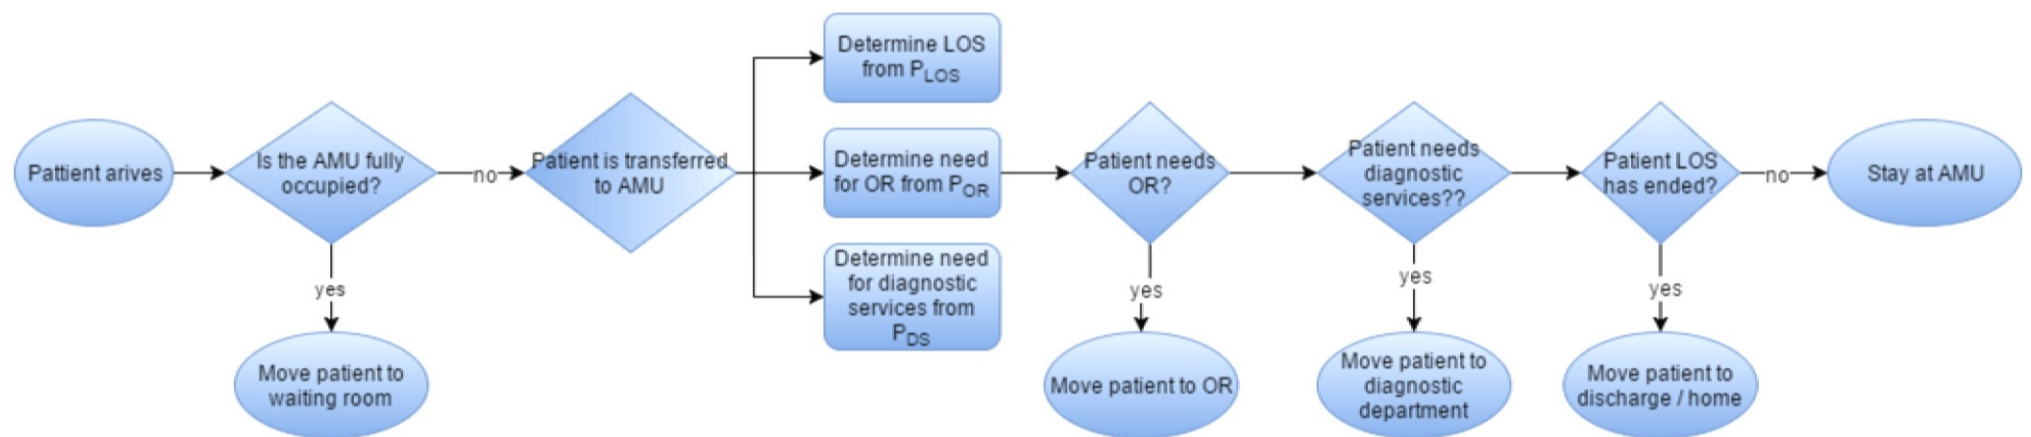 Pattient arives
Is the AMU fully
occupied?
no
yes
Move patient to
waiting room
Patient is transferred
to AMU
Determine LOS
from P_LOS
Determine need
for OR from P_OR
Determine need
for diagnostic
services from
P_DS
Patient needs
OR?
yes
Move patient to OR
Patient needs
diagnostic
services??
yes
Move patient to
diagnostic
department
Patient LOS
has ended?
no
yes
Move patient to
discharge / home
Stay at AMU